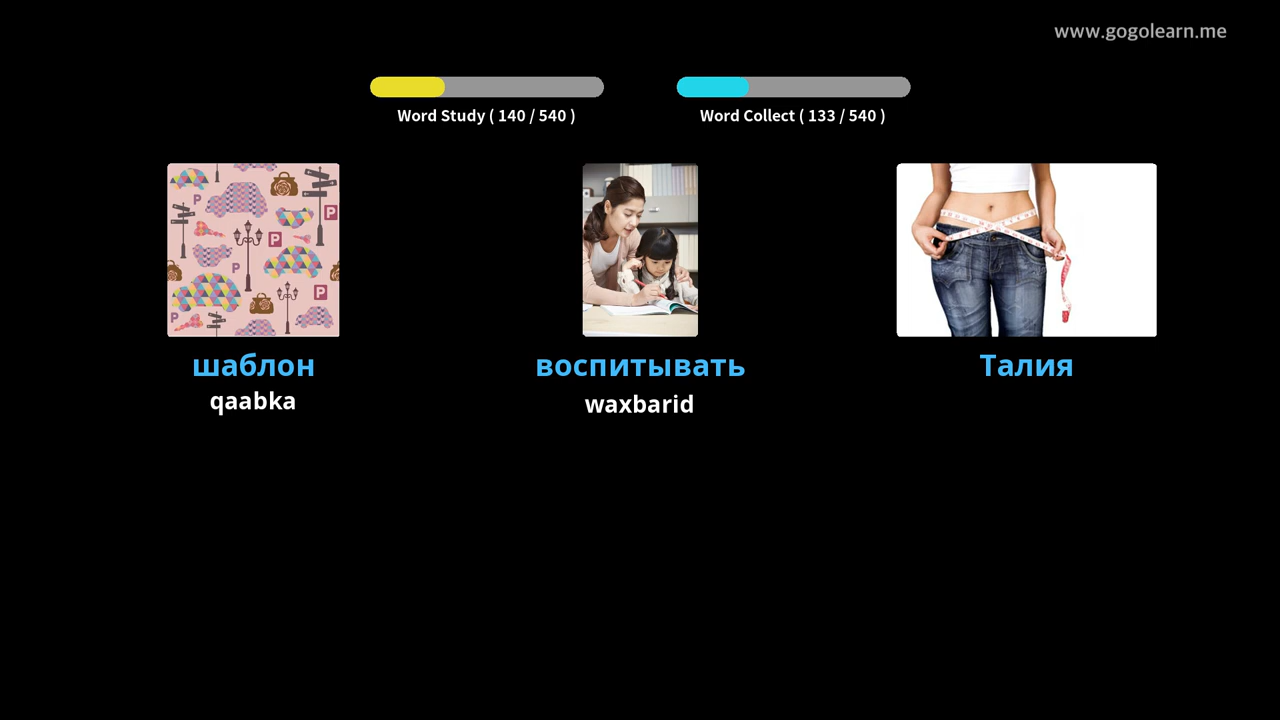 www.gogolearn.me
Word Study ( 140 / 540 )
Word Collect ( 133 / 540 )
P
P
P
P
P
P
шаблон
воспитывать
Талия
qaabka
waxbarid